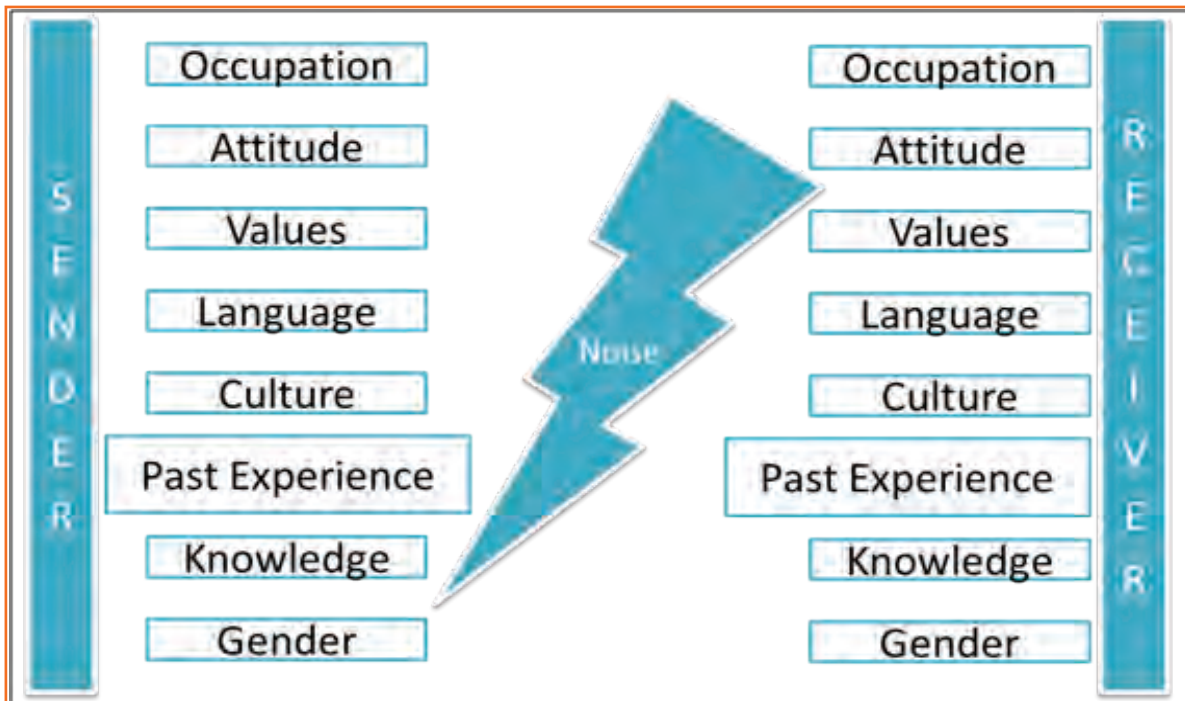 SENDER
Occupation
Attitude
Values
Language
Culture
Past Experience
Knowledge
Gender
Noise
Occupation
Attitude
Values
Language
Culture
Past Experience
Knowledge
Gender
RECEIVER